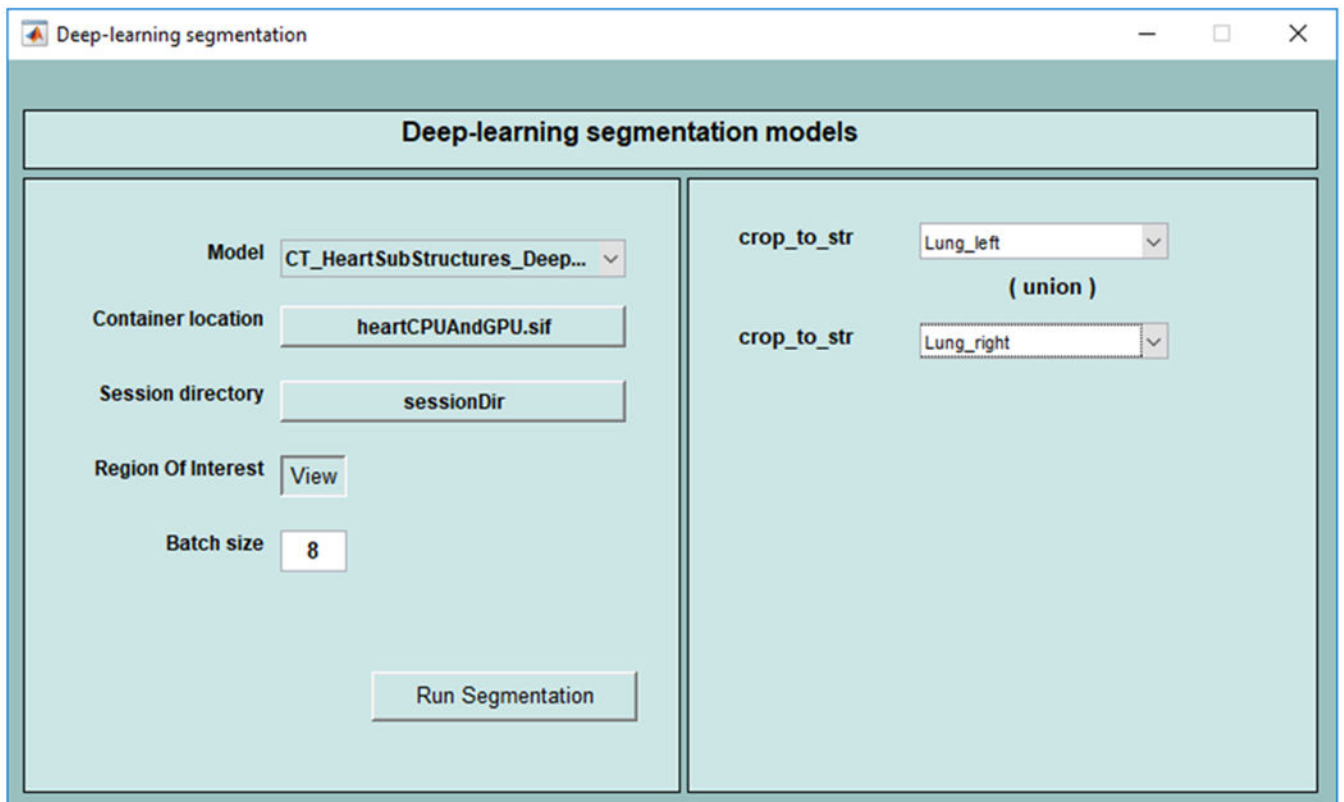 Deep-learning segmentation
Deep-learning segmentation models
Model CT_HeartSubStructures_Deep...
Container location heartCPUAndGPU.sif
Session directory sessionDir
Region Of Interest View
Batch size 8
Run Segmentation
crop_to_str Lung_left
( union )
crop_to_str Lung_right